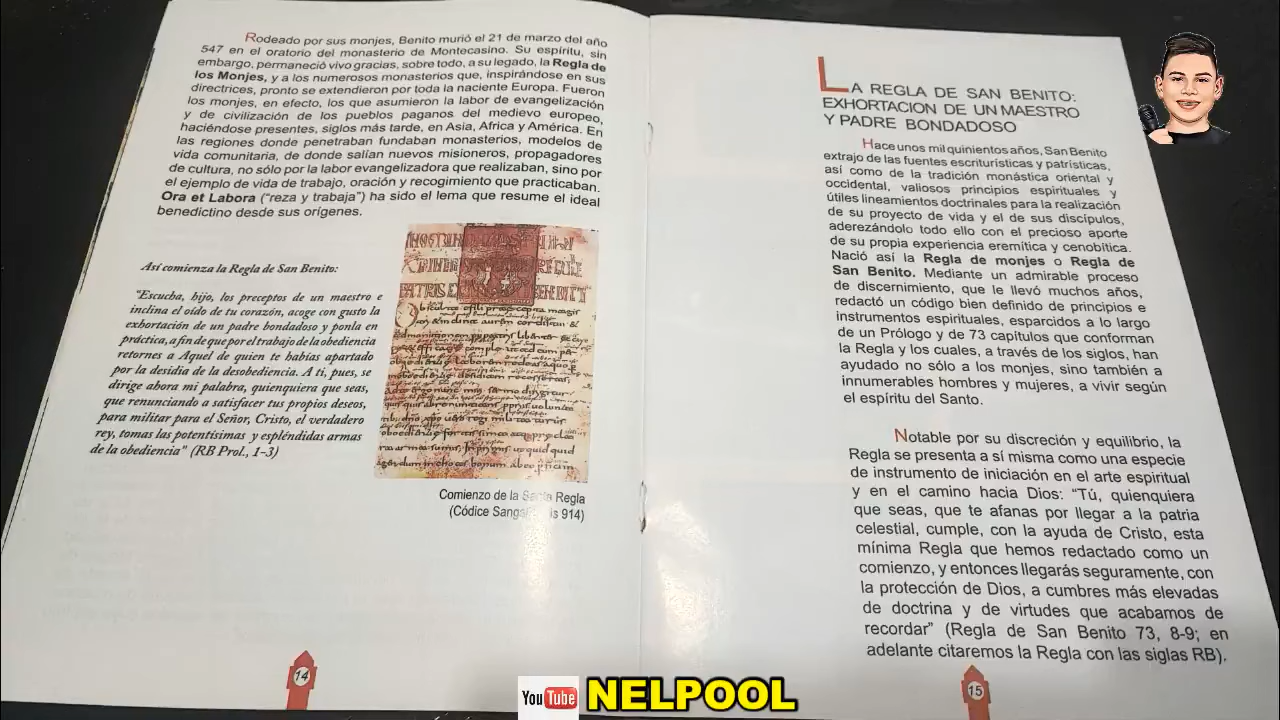 Rodeado por sus monjes, Benito murió el 21 de marzo del año
547 en el oratorio del monasterio de Montecasino. Su espíritu, sin
embargo, permaneció vivo gracias, sobre todo, a su legado, la Regla de
los Monjes, y a los numerosos monasterios que, inspirándose en sus
directrices, pronto se extendieron por toda la naciente Europa. Fueron
los monjes, en efecto, los que asumieron la labor de evangelización
y de civilización de los pueblos paganos del medievo europeo,
haciéndose presentes, siglos más tarde, en Asia, Africa y América. En
las regiones donde penetraban fundaban monasterios, modelos de
vida comunitaria, de donde salían nuevos misioneros, propagadores
de cultura, no sólo por la labor evangelizadora que realizaban, sino por
el ejemplo de vida de trabajo, oración y recogimiento que practicaban.
Ora et Labora ("reza y trabaja") ha sido el lema que resume el ideal
benedictino desde sus orígenes.
Así comienza la Regla de San Benito:
"Escucha, hijo, los preceptos de un maestro e
inclina el oído de tu corazón, acoge con gusto la
exhortación de un padre bondadoso y ponla en
práctica, a fin de que por el trabajo de la obediencia
retornes a Aquel de quien te habías apartado
por la desidia de la desobediencia. A ti, pues, se
dirige ahora mi palabra, quienquiera que seas,
que renunciando a satisfacer tus propios deseos,
para militar para el Señor, Cristo, el verdadero
rey, tomas las potentísimas y espléndidas armas
de la obediencia" (RB Prol., 1-3)
Comienzo de la Santa Regla
(Códice 914)
14
LA REGLA DE SAN BENITO:
EXHORTACION DE UN MAESTRO
Y PADRE BONDADOSO
Hace unos mil quinientos años, San Benito
extrajo de las fuentes escriturísticas y patrísticas,
así como de la tradición monástica oriental y
occidental, valiosos principios espirituales y
útiles lineamientos doctrinales para la realización
de su proyecto de vida y el de sus discípulos,
aderezándolo todo ello con el precioso aporte
de su propia experiencia eremítica y cenobítica.
Nació así la Regla de monjes o Regla de
San Benito. Mediante un admirable proceso
de discernimiento, que le llevó muchos años,
redactó un código bien definido de principios e
instrumentos espirituales, esparcidos a lo largo
de un Prólogo y de 73 capítulos que conforman
la Regla y los cuales, a través de los siglos, han
ayudado no sólo a los monjes, sino también a
innumerables hombres y mujeres, a vivir según
el espíritu del Santo.
Notable por su discreción y equilibrio, la
Regla se presenta a sí misma como una especie
de instrumento de iniciación en el arte espiritual
y en el camino hacia Dios: "Tú, quienquiera
que seas, que te afanas por llegar a la patria
celestial, cumple, con la ayuda de Cristo, esta
mínima Regla que hemos redactado como un
comienzo, y entonces llegarás seguramente, con
la protección de Dios, a cumbres más elevadas
de doctrina y de virtudes que acabamos de
recordar" (Regla de San Benito 73, 8-9; en
adelante citaremos la Regla con las siglas RB).
15
YouTube NELPOOL